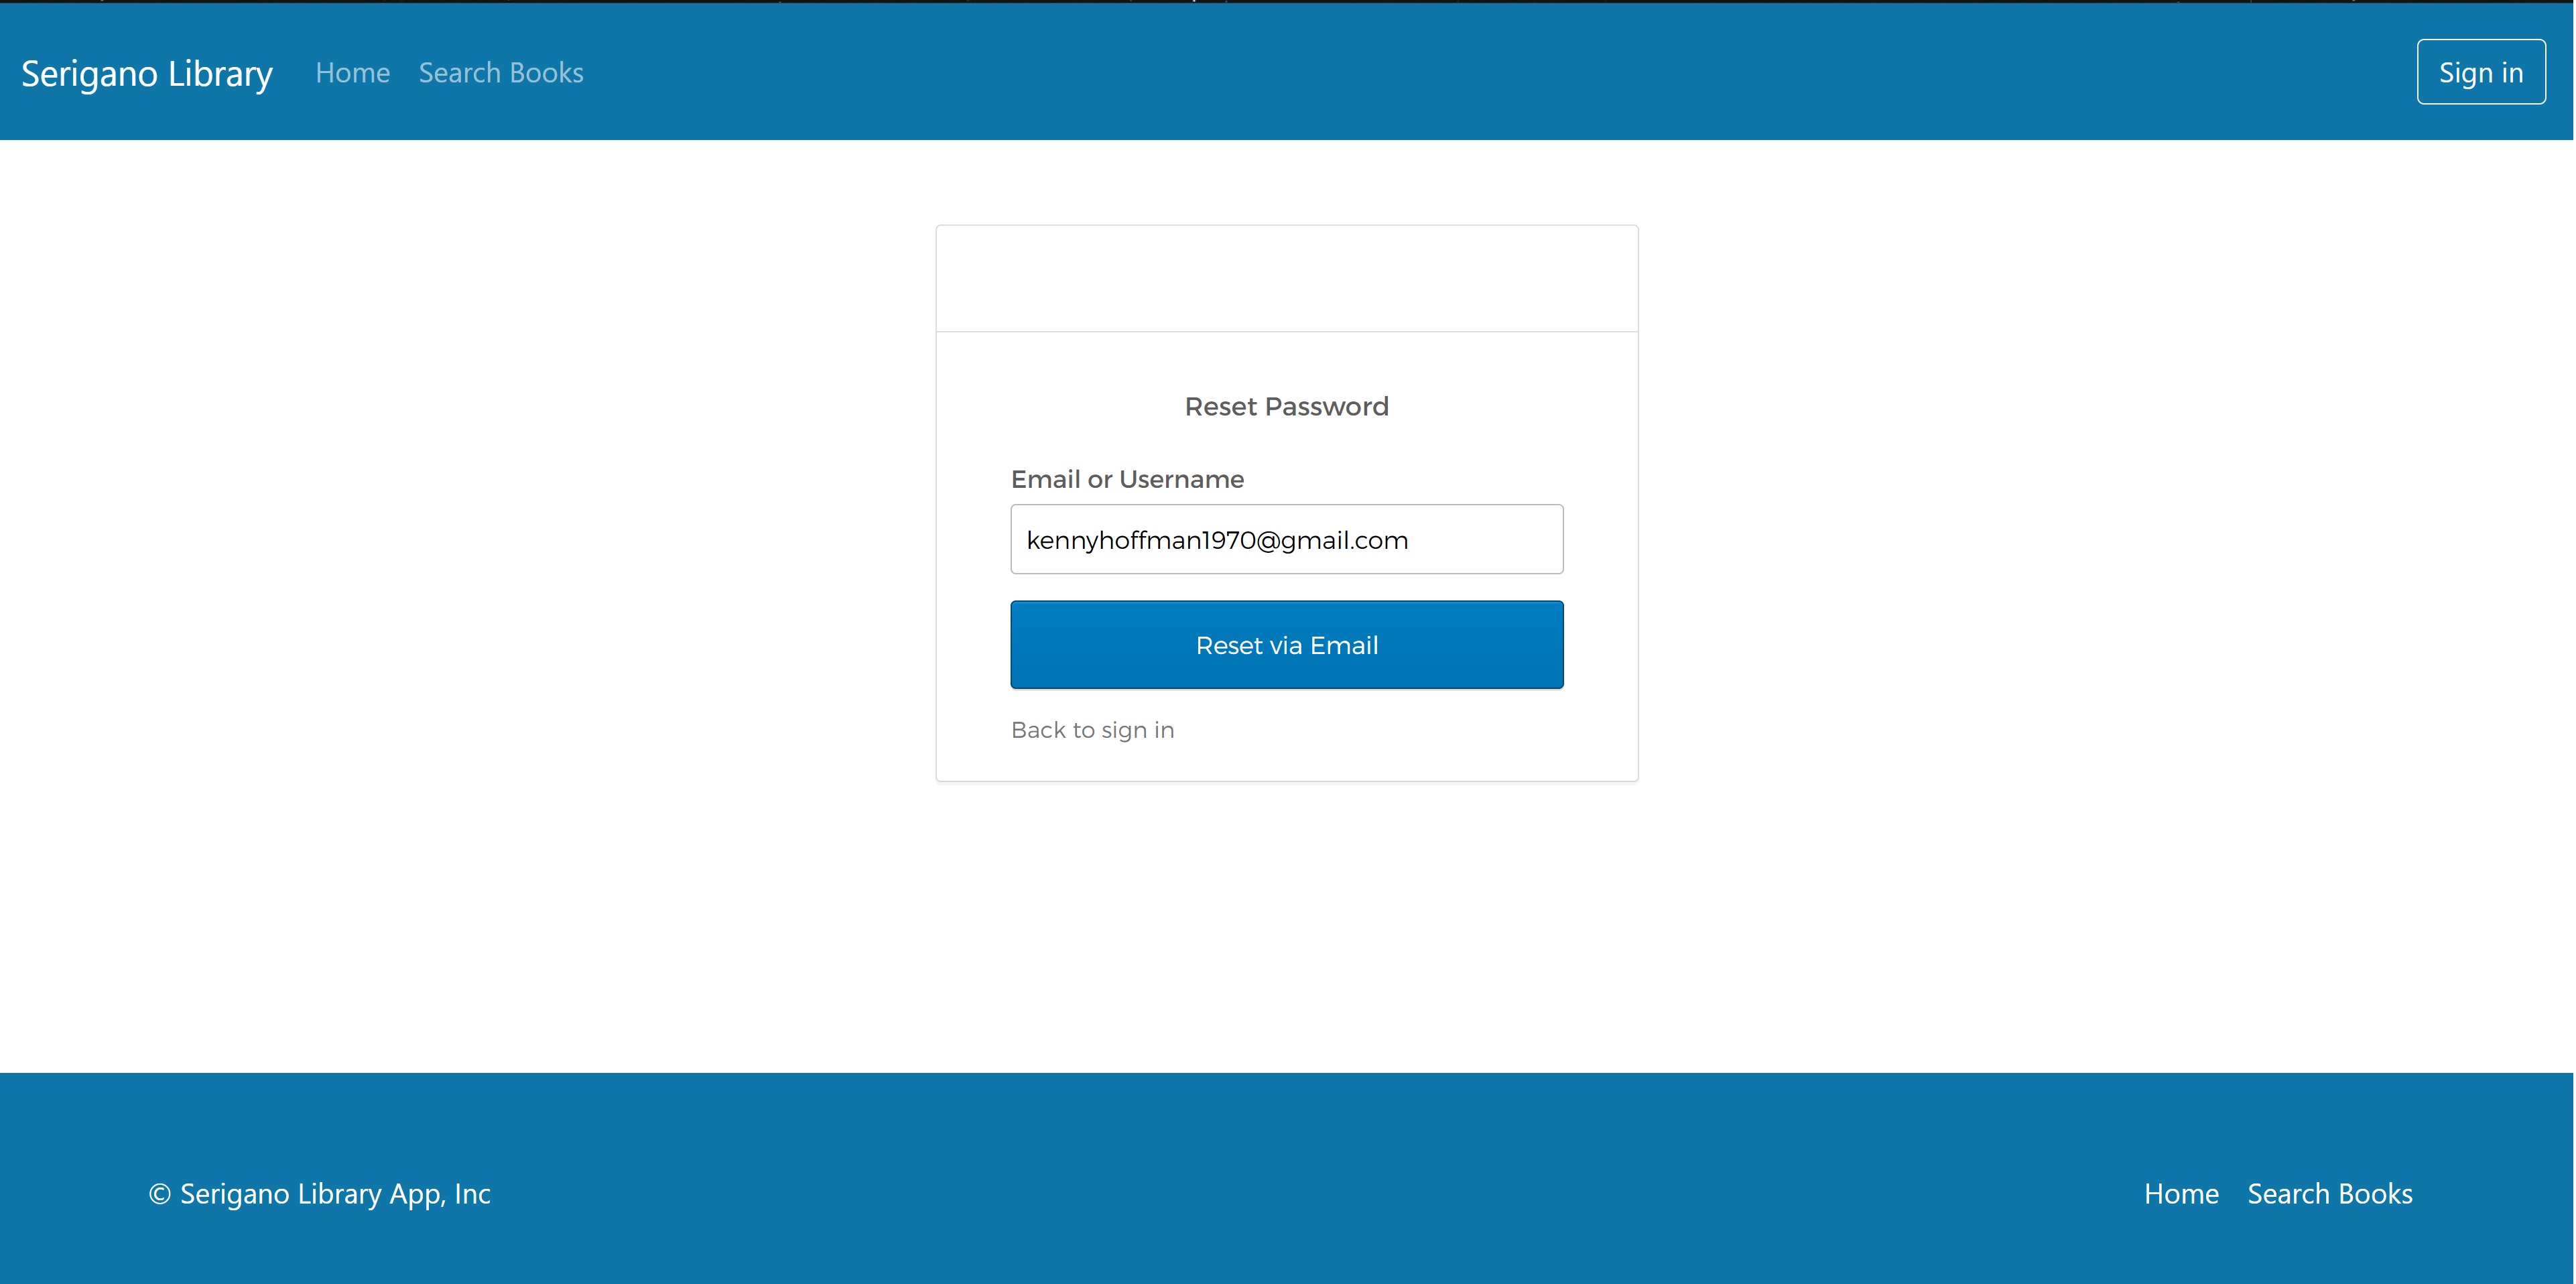 Serigano Library Home Search Books Sign in
Reset Password
Email or Username
kennyhoffman1970@gmail.com
Reset via Email
Back to sign in
© Serigano Library App, Inc Home Search Books